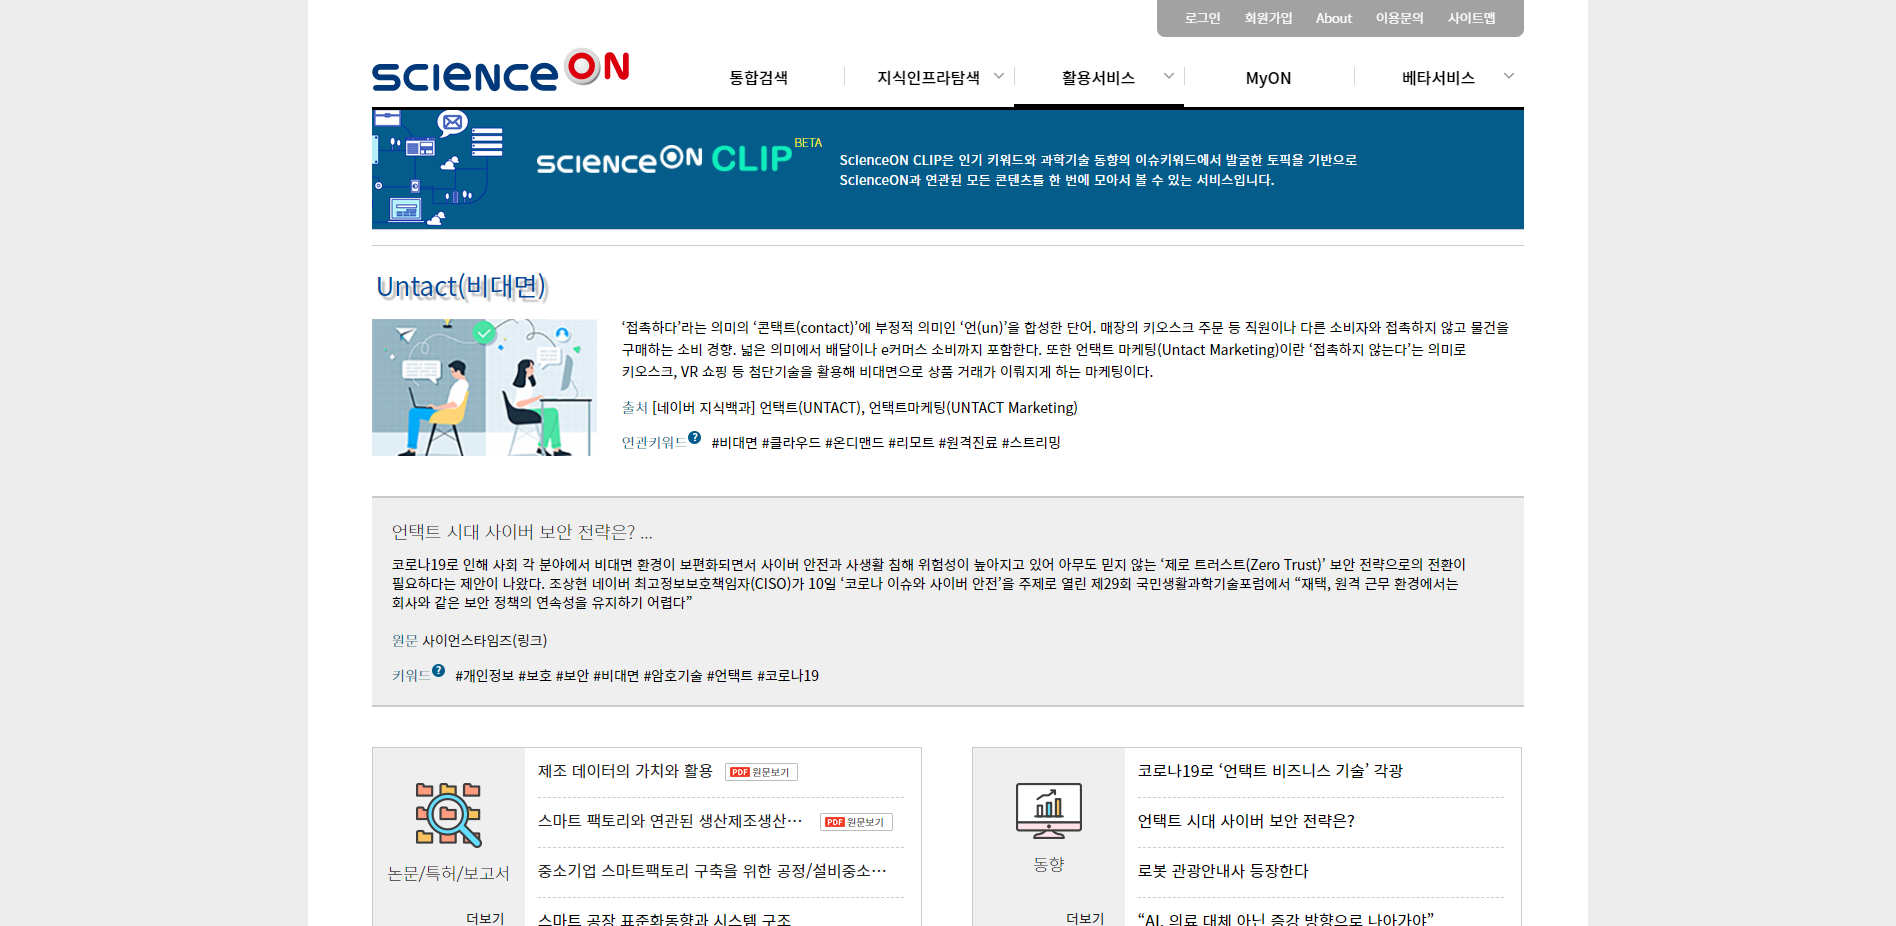 로그인 회원가입 About 이용문의 사이트맵
SCIENCE ON
통합검색 지식인프라탐색 활용서비스 MyON 베타서비스
SCIENCE ON CLIP BETA
ScienceON CLIP은 인기 키워드와 과학기술 동향의 이슈키워드에서 발굴한 토픽을 기반으로
ScienceON과 연관된 모든 콘텐츠를 한 번에 모아서 볼 수 있는 서비스입니다.
Untact(비대면)
‘접촉하다’라는 의미의 ‘콘택트(contact)’에 부정적 의미인 ‘언(un)’을 합성한 단어. 매장의 키오스크 주문 등 직원이나 다른 소비자와 접촉하지 않고 물건을
구매하는 소비 경향. 넓은 의미에서 배달이나 e커머스 소비까지 포함한다. 또한 언택트 마케팅(Untact Marketing)이란 ‘접촉하지 않는다’는 의미로
키오스크, VR 쇼핑 등 첨단기술을 활용해 비대면으로 상품 거래가 이뤄지게 하는 마케팅이다.
출처 [네이버 지식백과] 언택트(UNTACT), 언택트마케팅(UNTACT Marketing)
연관키워드? #비대면 #클라우드 #온디맨드 #리모트 #원격진료 #스트리밍
언택트 시대 사이버 보안 전략은? ...
코로나19로 인해 사회 각 분야에서 비대면 환경이 보편화되면서 사이버 안전과 사생활 침해 위험성이 높아지고 있어 아무도 믿지 않는 ‘제로 트러스트(Zero Trust)’ 보안 전략으로의 전환이
필요하다는 제안이 나왔다. 조상현 네이버 최고정보보호책임자(CISO)가 10일 ‘코로나 이슈와 사이버 안전’을 주제로 열린 제29회 국민생활과학기술포럼에서 “재택, 원격 근무 환경에서는
회사와 같은 보안 정책의 연속성을 유지하기 어렵다”
원문 사이언스타임즈(링크)
키워드? #개인정보 #보호 #보안 #비대면 #암호기술 #언택트 #코로나19
논문/특허/보고서
더보기
제조 데이터의 가치와 활용 PDF 원문보기
스마트 팩토리와 연관된 생산제조생산… PDF 원문보기
중소기업 스마트팩토리 구축을 위한 공정/설비중소…
스마트 공장 표준화동향과 시스템 구조
동향
더보기
코로나19로 ‘언택트 비즈니스 기술’ 각광
언택트 시대 사이버 보안 전략은?
로봇 관광안내사 등장한다
“AI, 의료 대체 아닌 증강 방향으로 나아가야”